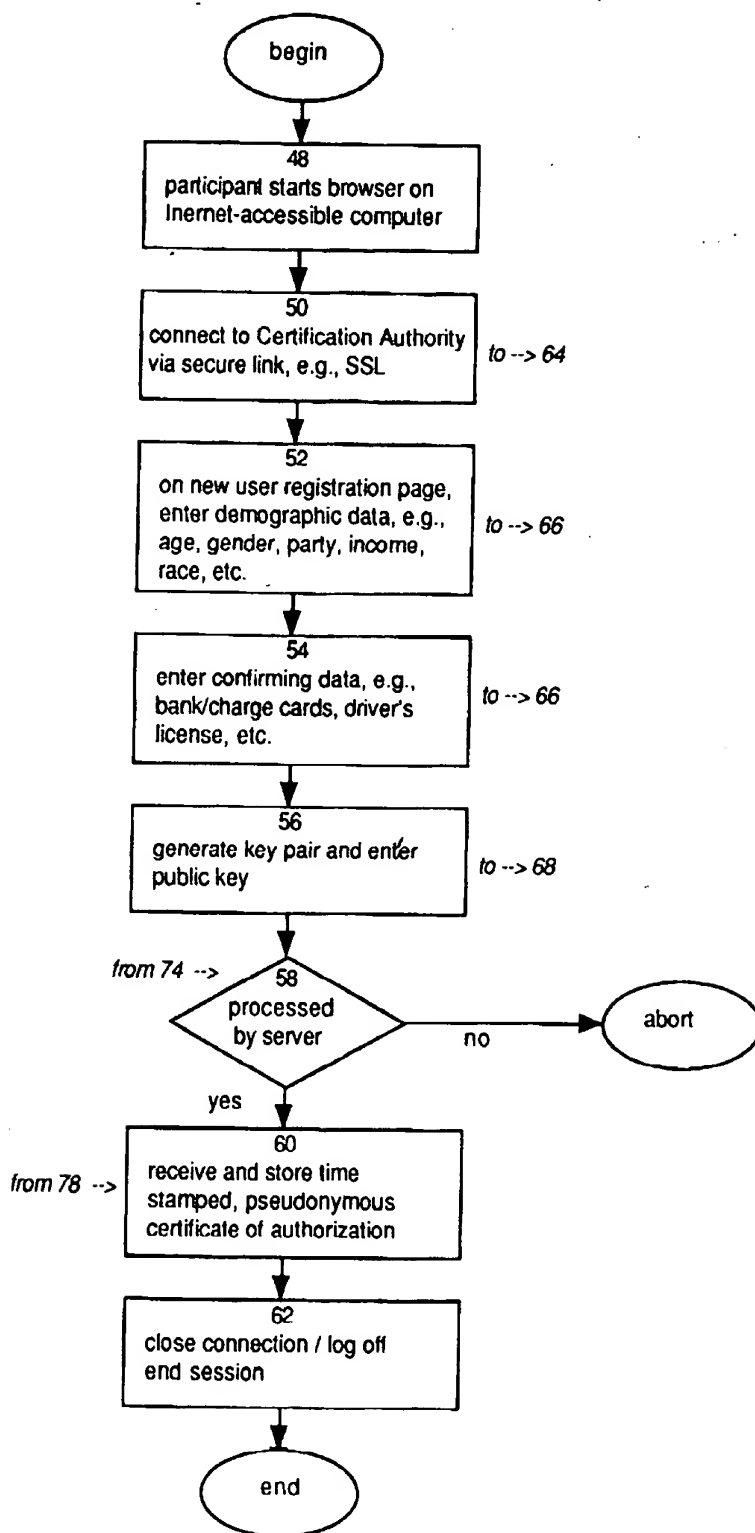 begin
48
participant starts browser on
Inernet-accessible computer
50
connect to Certification Authority
via secure link, e.g., SSL
to --> 64
52
on new user registration page,
enter demographic data, e.g.,
age, gender, party, income,
race, etc.
to --> 66
54
enter confirming data, e.g.,
bank/charge cards, driver's
license, etc.
to --> 66
56
generate key pair and enter
public key
to --> 68
from 74 -->
58
processed
by server
no
abort
yes
60
receive and store time
stamped, pseudonymous
certificate of authorization
from 78 -->
62
close connection / log off
end session
end